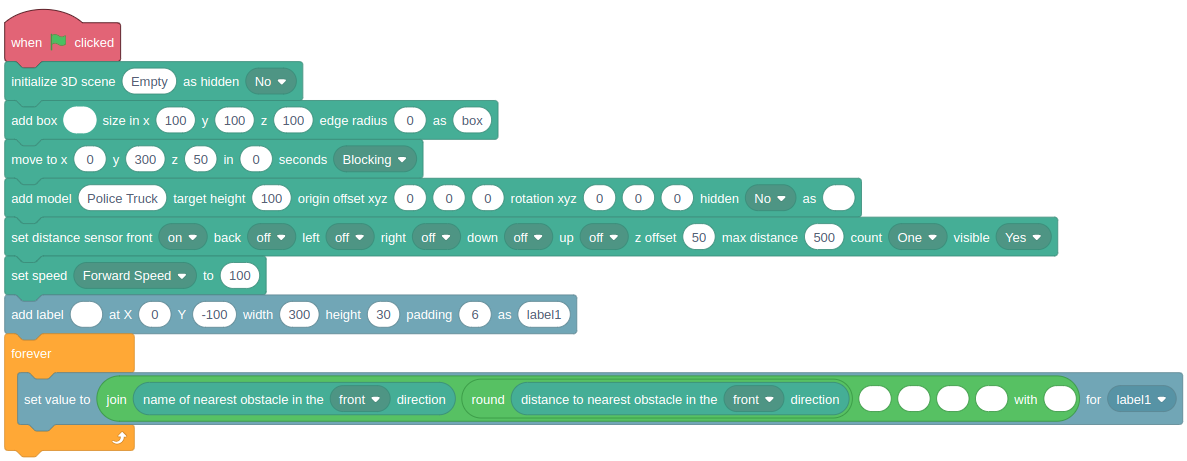 when clicked
initialize 3D scene Empty as hidden No
add box size in x 100 y 100 z 100 edge radius 0 as box
move to x 0 y 300 z 50 in 0 seconds Blocking
add model Police Truck target height 100 origin offset xyz 0 0 0 rotation xyz 0 0 0 hidden No as
set distance sensor front on back off left off right off down off up off z offset 50 max distance 500 count One visible Yes
set speed Forward Speed to 100
add label at X 0 Y -100 width 300 height 30 padding 6 as label1
forever
set value to join name of nearest obstacle in the front direction round distance to nearest obstacle in the front direction with for label1